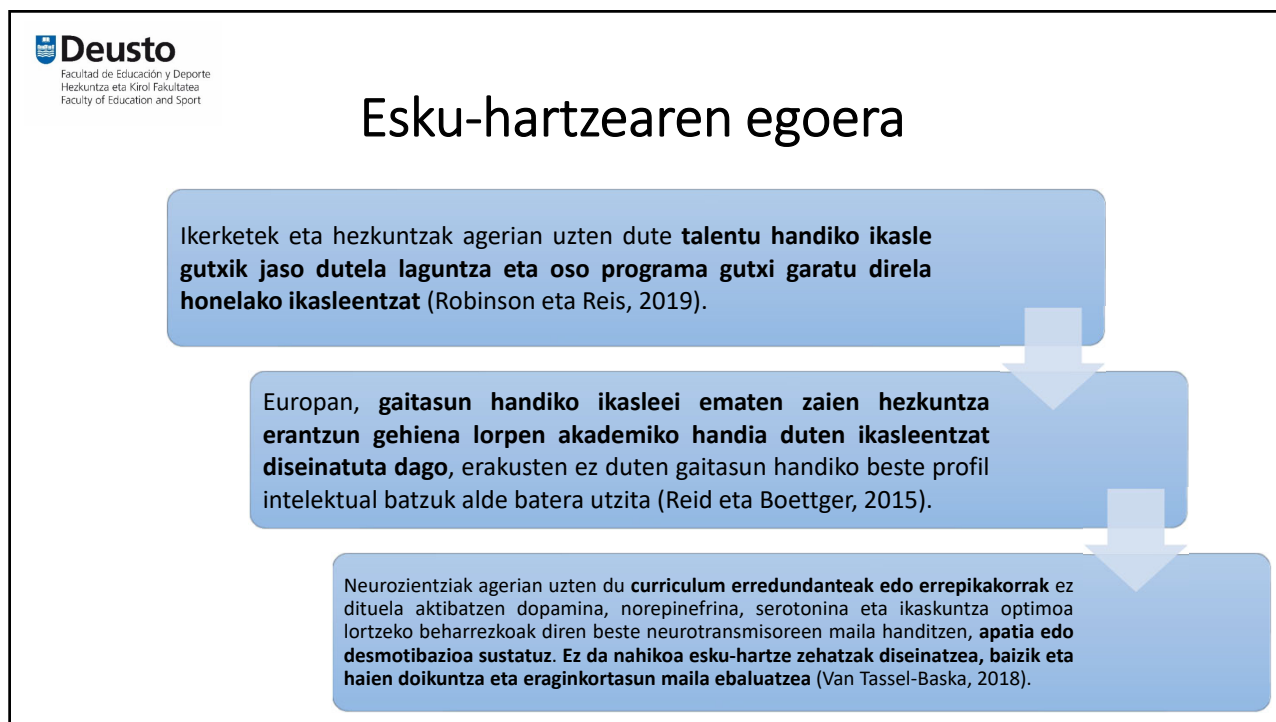 Deusto
Facultad de Educación y Deporte
Hezkuntza eta Kirol Fakultatea
Faculty of Education and Sport
Esku-hartzearen egoera
Ikerketek eta hezkuntzak agerian uzten dute talentu handiko ikasle
gutxik jaso dutela laguntza eta oso programa gutxi garatu direla
honelako ikasleentzat (Robinson eta Reis, 2019).
Europan, gaitasun handiko ikasleei ematen zaien hezkuntza
erantzun gehiena lorpen akademiko handia duten ikasleentzat
diseinatuta dago, erakusten ez duten gaitasun handiko beste profil
intelektual batzuk alde batera utzita (Reid eta Boettger, 2015).
Neurozientziak agerian uzten du curriculum erredundanteak edo errepikakorrak ez
dituela aktibatzen dopamina, norepinefrina, serotonina eta ikaskuntza optimoa
lortzeko beharrezkoak diren beste neurotransmisoreen maila handitzen, apatia edo
desmotibazioa sustatuz. Ez da nahikoa esku-hartze zehatzak diseinatzea, baizik eta
haien doikuntza eta eraginkortasun maila ebaluatzea (Van Tassel-Baska, 2018).